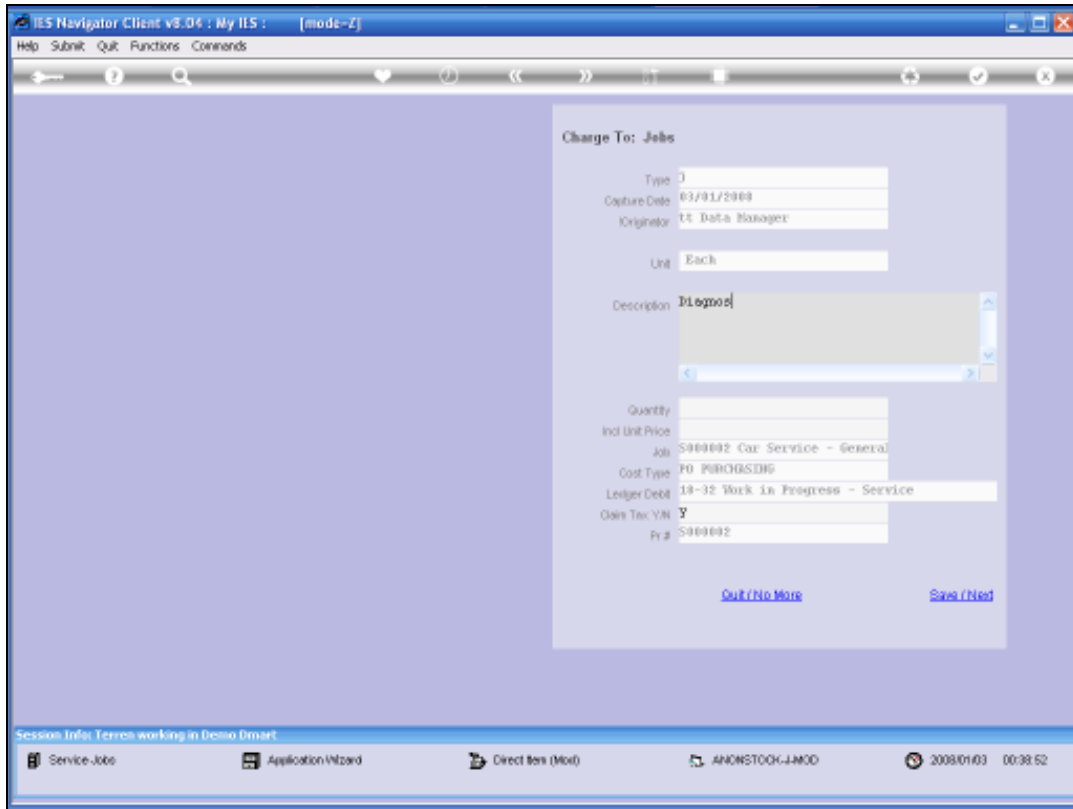 IES Navigator Client v8.04 : My IES : [mode=Z]
Help Submit Quit Functions Commands
Charge To: Jobs
Type J
Capture Date 03/01/2008
!Originator tt Data Manager
Unit Each
Description Diagnos
Quantity
Incl Unit Price
Job S000002 Car Service - General
Cost Type PO PURCHASING
Ledger Debit 18-32 Work in Progress - Service
Claim Tax Y/N Y
Pr # S000002
Quit / No More Save / Next
Session Info: Terren working in Demo Dmart
Service Jobs Application Wizard Direct Item (Mod) ANONSTOCK-J-MOD 2008/01/03 00:38:52